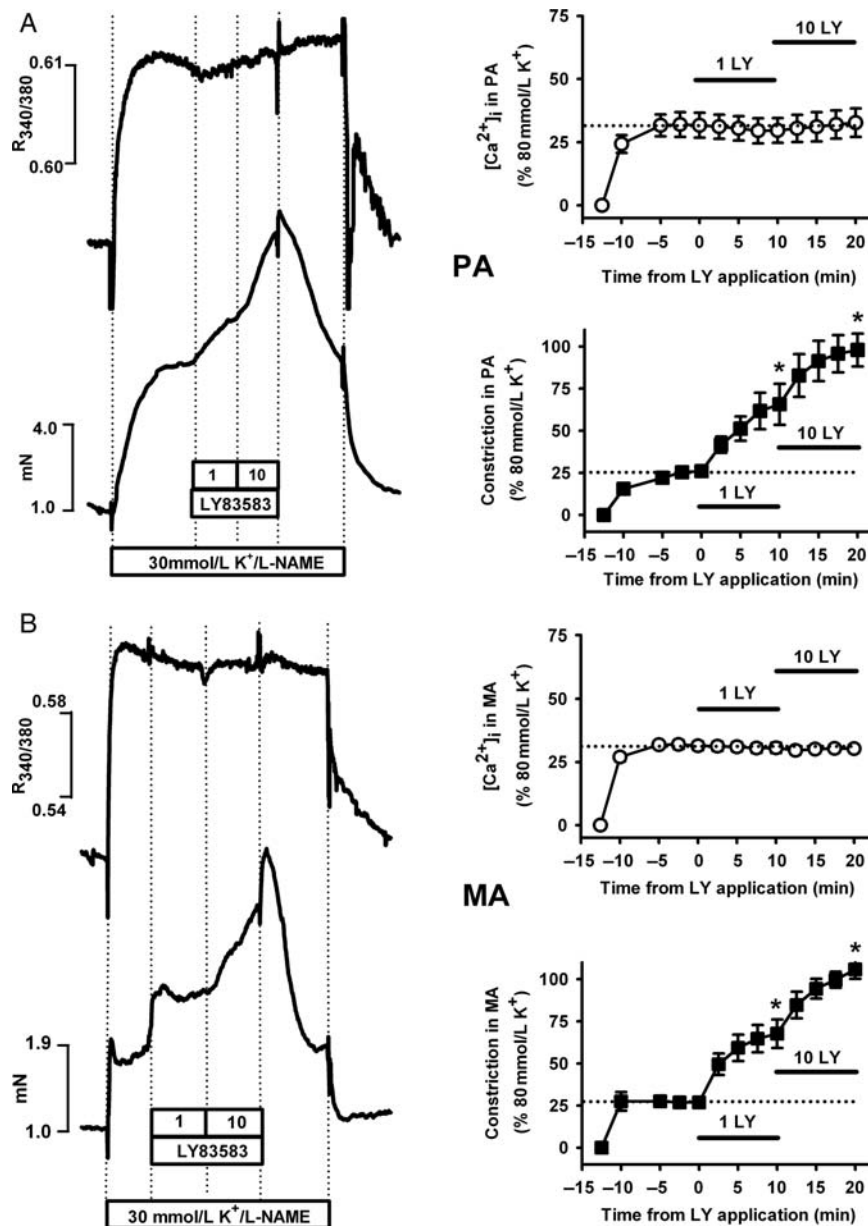 A
0.61
R340/380
0.60
4.0
mN
1.0
1 10
LY83583
30mmol/L K+/L-NAME
[Ca2+]i in PA
(% 80 mmol/L K+)
75
50
25
0
10 LY
1 LY
−15 −10 −5 0 5 10 15 20
Time from LY application (min)
PA
Constriction in PA
(% 80 mmol/L K+)
100
75
50
25
0
*
*
10 LY
1 LY
−15 −10 −5 0 5 10 15 20
Time from LY application (min)
B
0.58
R340/380
0.54
1.9
mN
1.0
1 10
LY83583
30 mmol/L K+/L-NAME
[Ca2+]i in MA
(% 80 mmol/L K+)
75
50
25
0
10 LY
1 LY
−15 −10 −5 0 5 10 15 20
Time from LY application (min)
MA
Constriction in MA
(% 80 mmol/L K+)
100
75
50
25
0
*
*
10 LY
1 LY
−15 −10 −5 0 5 10 15 20
Time from LY application (min)